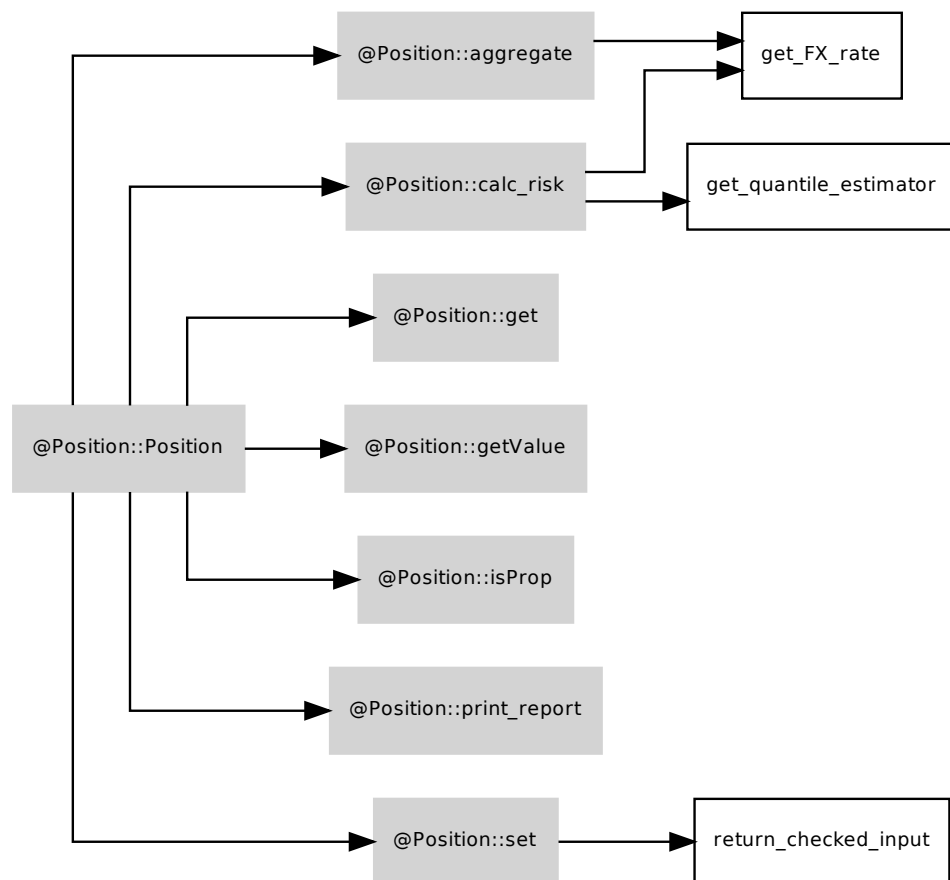 @Position::aggregate
get_FX_rate
@Position::calc_risk
get_quantile_estimator
@Position::get
@Position::Position
@Position::getValue
@Position::isProp
@Position::print_report
@Position::set
return_checked_input